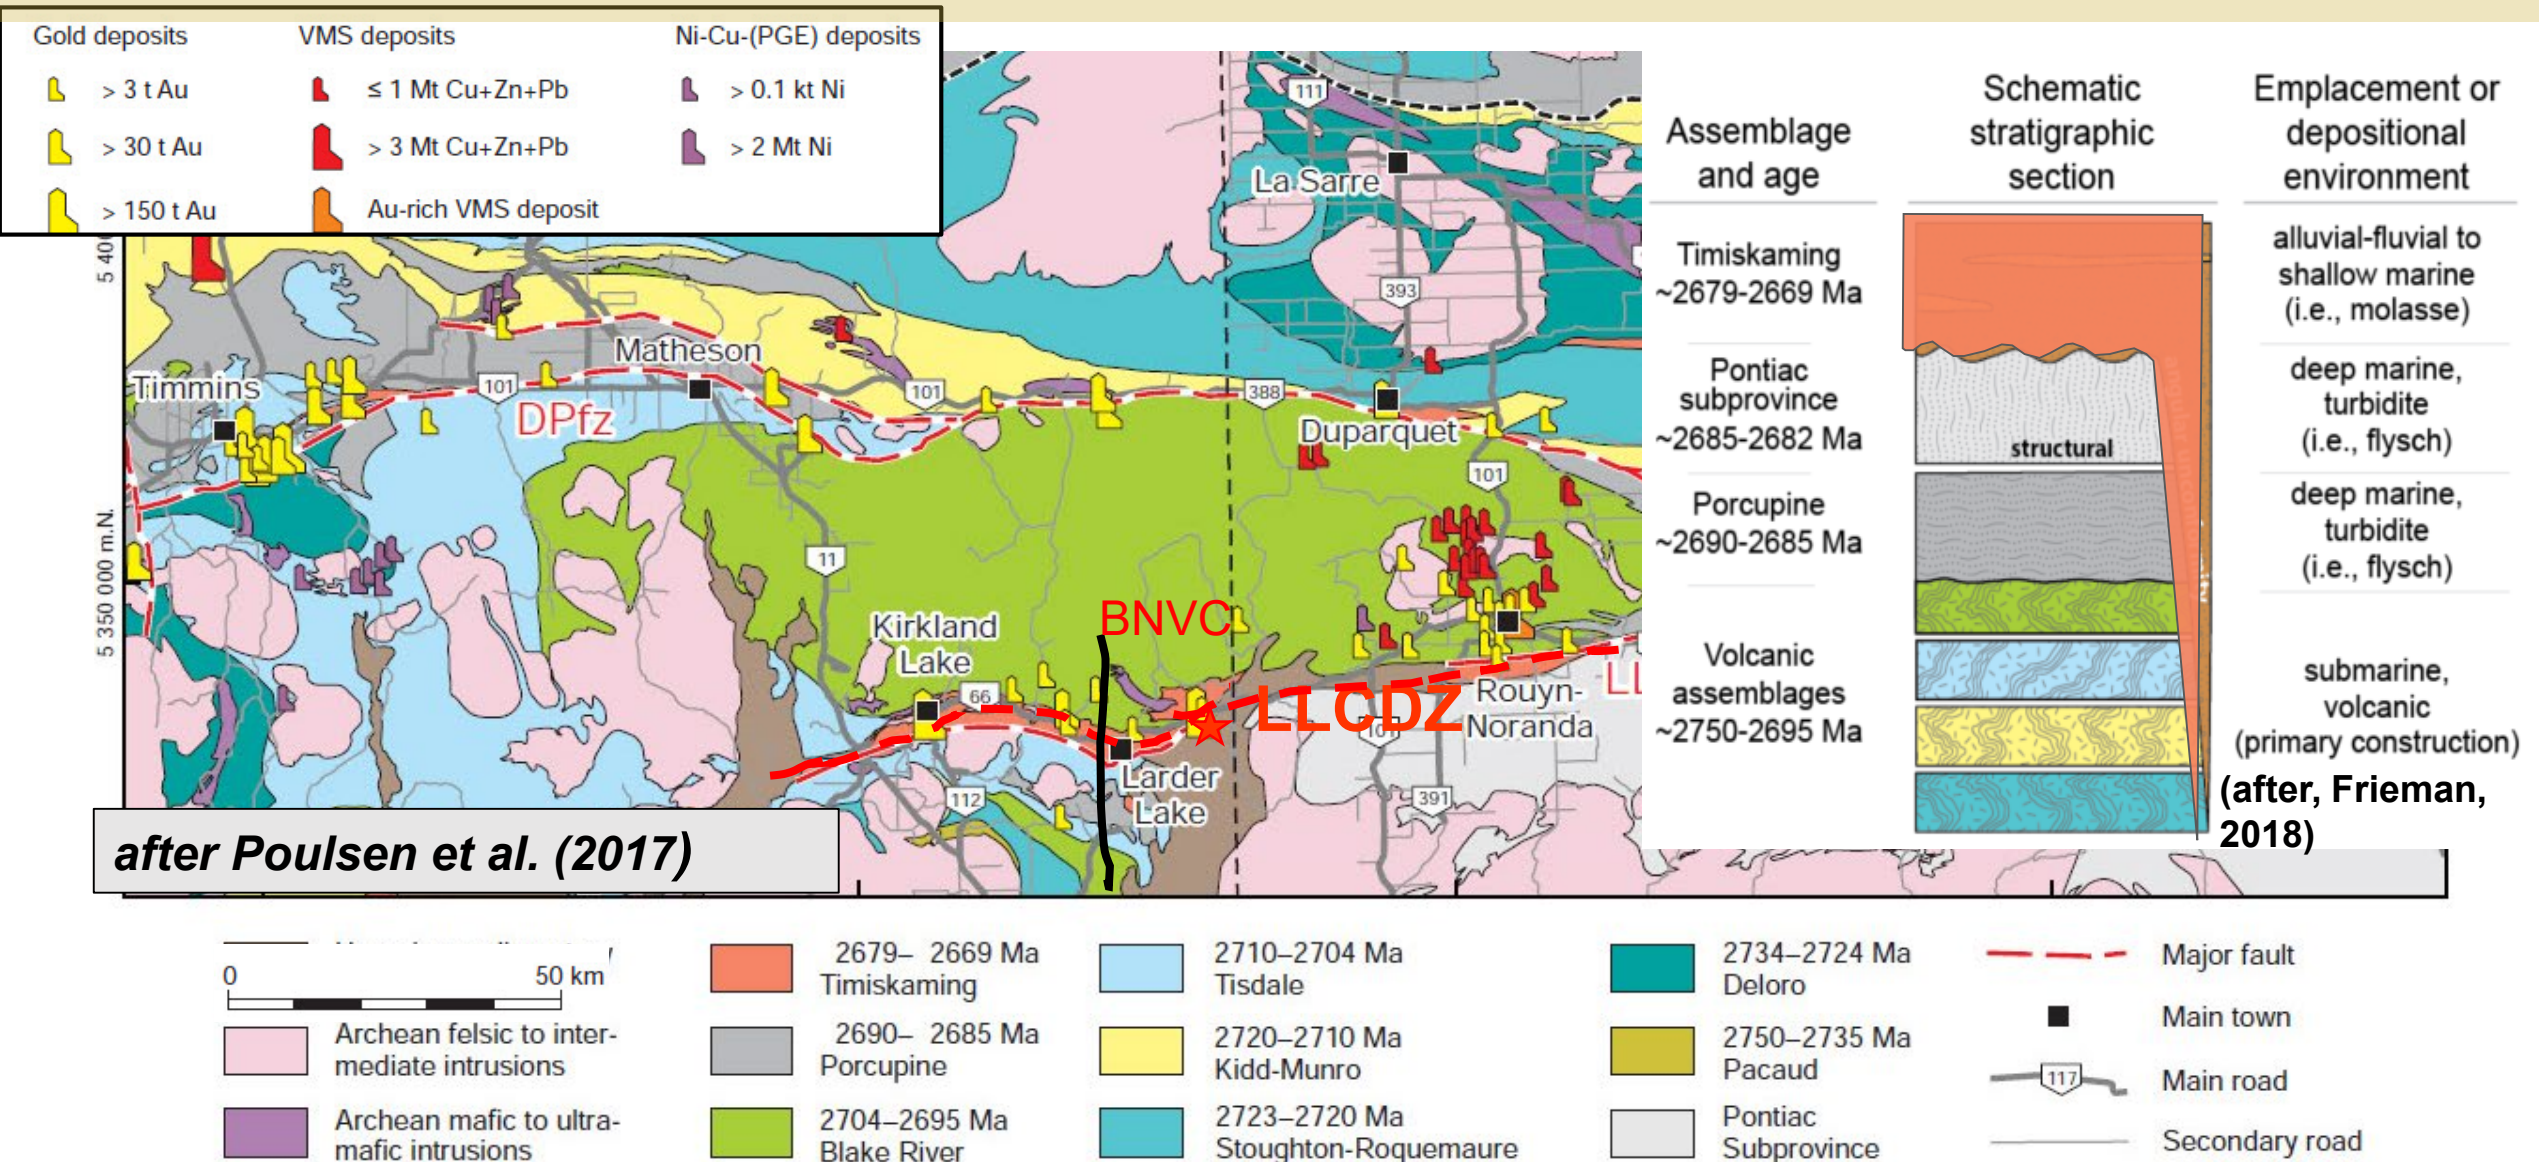 Gold deposits
> 3 t Au
> 30 t Au
> 150 t Au
VMS deposits
≤ 1 Mt Cu+Zn+Pb
> 3 Mt Cu+Zn+Pb
Au-rich VMS deposit
Ni-Cu-(PGE) deposits
> 0.1 kt Ni
> 2 Mt Ni
5 40
5 350 000 m.N.
111
La Sarre
393
Matheson
Timmins
101
DPfz
101
388
Duparquet
101
11
BNVC
Kirkland
Lake
66
LLCDZ
Rouyn-
Noranda
LL
101
Larder
Lake
112
391
after Poulsen et al. (2017)
Assemblage
and age
Timiskaming
~2679-2669 Ma
Pontiac
subprovince
~2685-2682 Ma
Porcupine
~2690-2685 Ma
Volcanic
assemblages
~2750-2695 Ma
Schematic
stratigraphic
section
structural
Emplacement or
depositional
environment
alluvial-fluvial to
shallow marine
(i.e., molasse)
deep marine,
turbidite
(i.e., flysch)
deep marine,
turbidite
(i.e., flysch)
submarine,
volcanic
(primary construction)
(after, Frieman,
2018)
0 50 km
Archean felsic to inter-
mediate intrusions
Archean mafic to ultra-
mafic intrusions
2679– 2669 Ma
Timiskaming
2690– 2685 Ma
Porcupine
2704–2695 Ma
Blake River
2710–2704 Ma
Tisdale
2720–2710 Ma
Kidd-Munro
2723–2720 Ma
Stoughton-Roquemaure
2734–2724 Ma
Deloro
2750–2735 Ma
Pacaud
Pontiac
Subprovince
Major fault
Main town
117
Main road
Secondary road